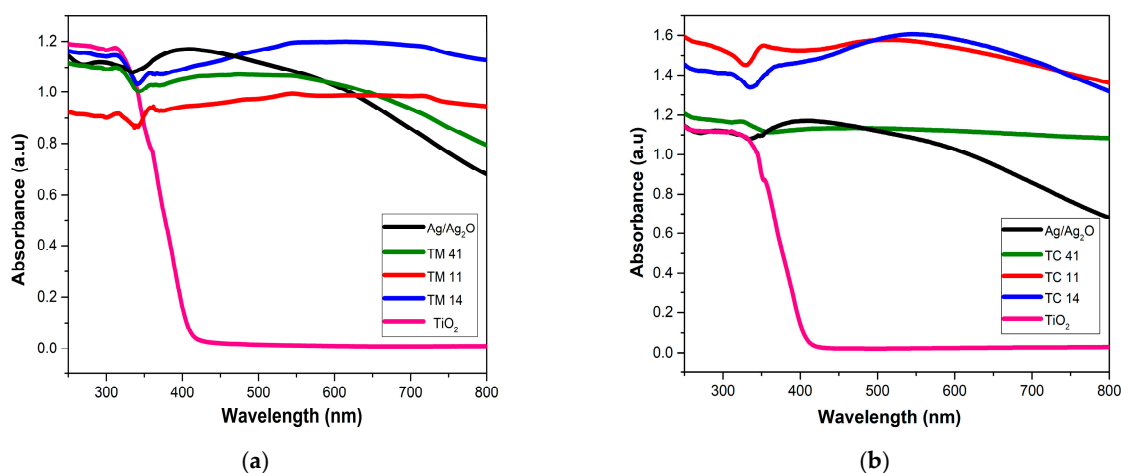 1.2
1.0
0.8
0.6
0.4
0.2
0.0
Absorbance (a.u)
300 400 500 600 700 800
Wavelength (nm)
Ag/Ag₂O
TM 41
TM 11
TM 14
TiO₂
(a)
1.6
1.4
1.2
1.0
0.8
0.6
0.4
0.2
0.0
Absorbance (a.u)
300 400 500 600 700 800
Wavelength (nm)
Ag/Ag₂O
TC 41
TC 11
TC 14
TiO₂
(b)